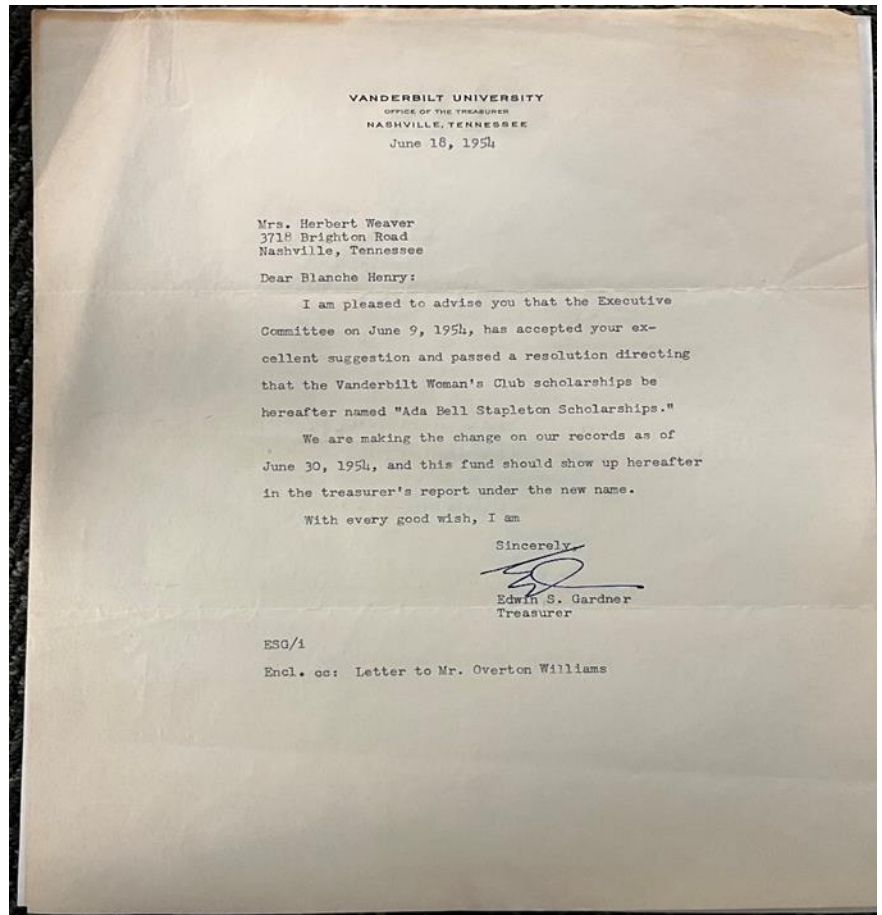 VANDERBILT UNIVERSITY
OFFICE OF THE TREASURER
NASHVILLE, TENNESSEE
June 18, 1954
Mrs. Herbert Weaver
3718 Brighton Road
Nashville, Tennessee
Dear Blanche Henry:
I am pleased to advise you that the Executive
Committee on June 9, 1954, has accepted your ex-
cellent suggestion and passed a resolution directing
that the Vanderbilt Woman's Club scholarships be
hereafter named "Ada Bell Stapleton Scholarships."
We are making the change on our records as of
June 30, 1954, and this fund should show up hereafter
in the treasurer's report under the new name.
With every good wish, I am
Sincerely,
Edwin S. Gardner
Treasurer
ESG/i
Encl. cc: Letter to Mr. Overton Williams